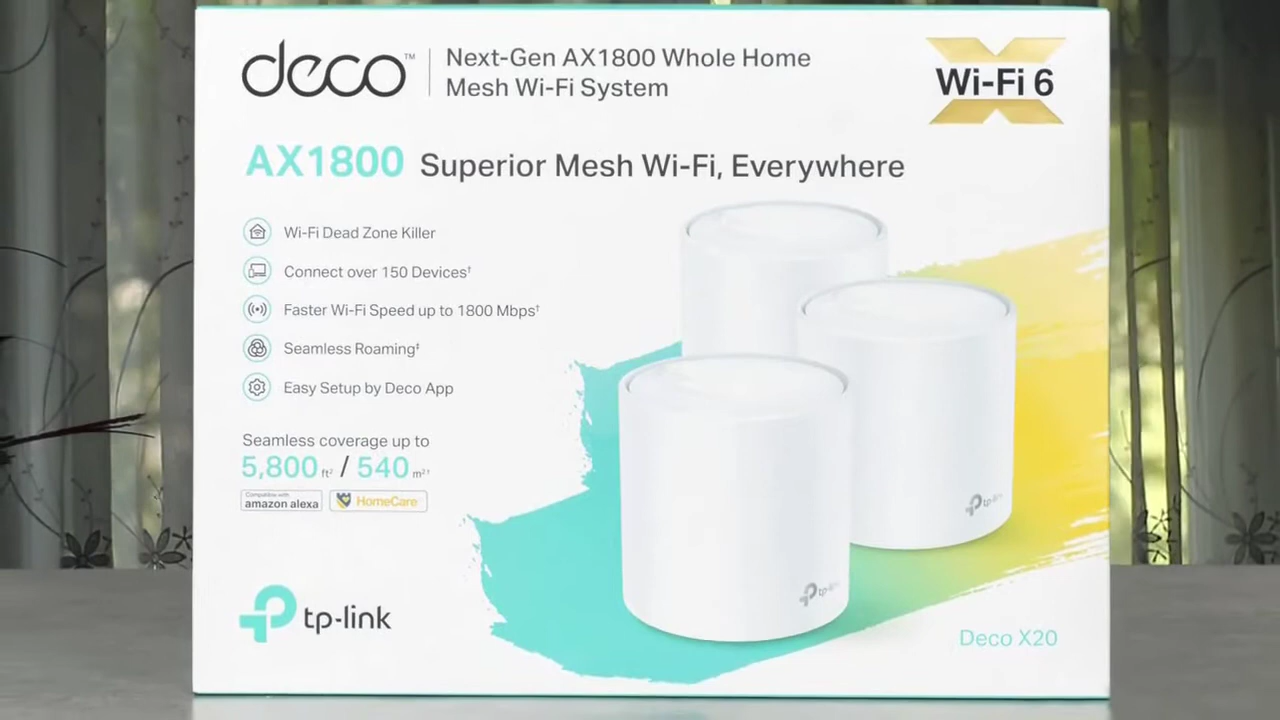 deco™
Next-Gen AX1800 Whole Home
Mesh Wi-Fi System
Wi-Fi 6
AX1800 Superior Mesh Wi-Fi, Everywhere
Wi-Fi Dead Zone Killer
Connect over 150 Devices†
Faster Wi-Fi Speed up to 1800 Mbps†
Seamless Roaming‡
Easy Setup by Deco App
Seamless coverage up to
5,800 ft² / 540 m²†
Compatible with
amazon alexa
HomeCare
tp-link
tp-link
tp-link
Deco X20